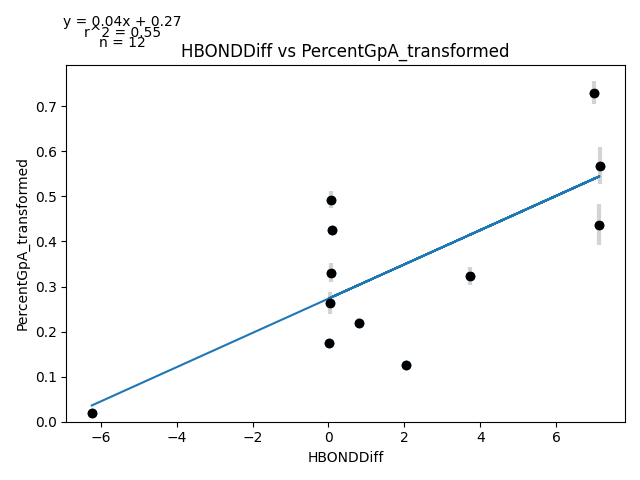 y = 0.04x + 0.27
r^2 = 0.55
n = 12
HBONDDiff vs PercentGpA_transformed
PercentGpA_transformed
0.7
0.6
0.5
0.4
0.3
0.2
0.1
0.0
−6
−4
−2
0
2
4
6
HBONDDiff